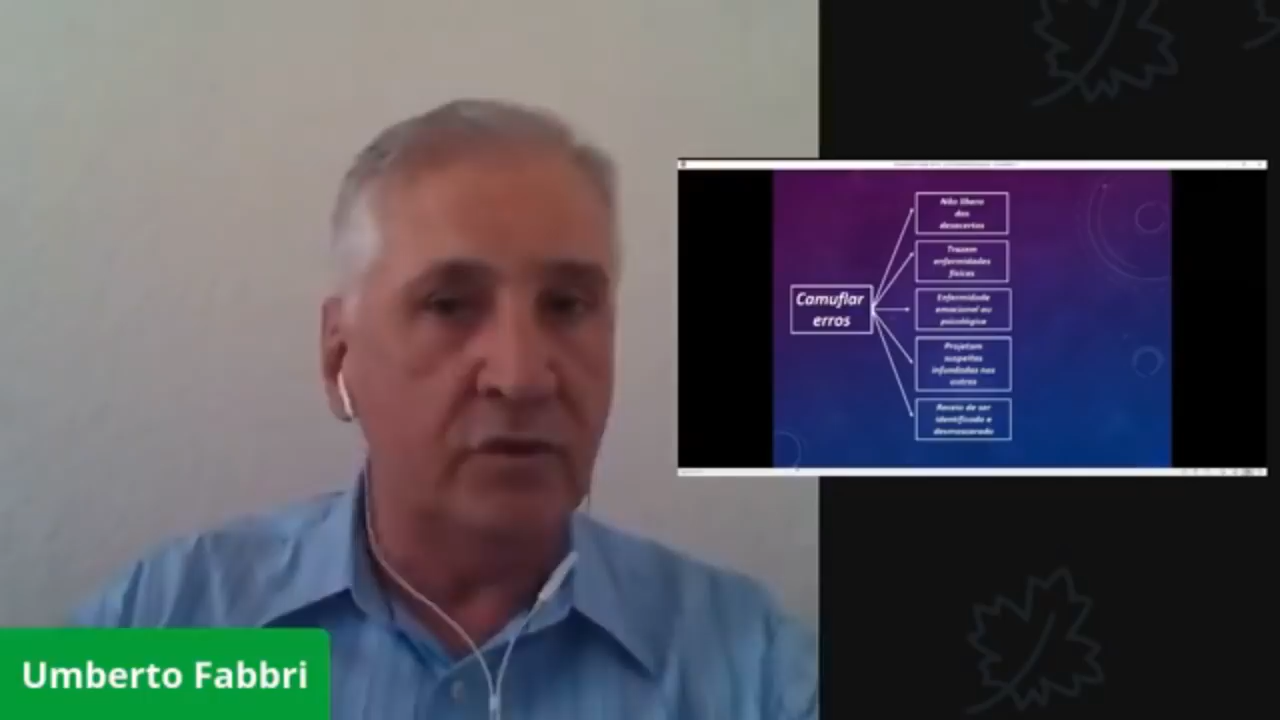 Camuflar
erros
Não libera
dos
desacertos
Trazem
enfermidades
físicas
Enfermidade
emocional ou
psicológica
Projetam
suspeitas
infundadas nos
outros
Receio de ser
identificado e
desmascarado
Umberto Fabbri